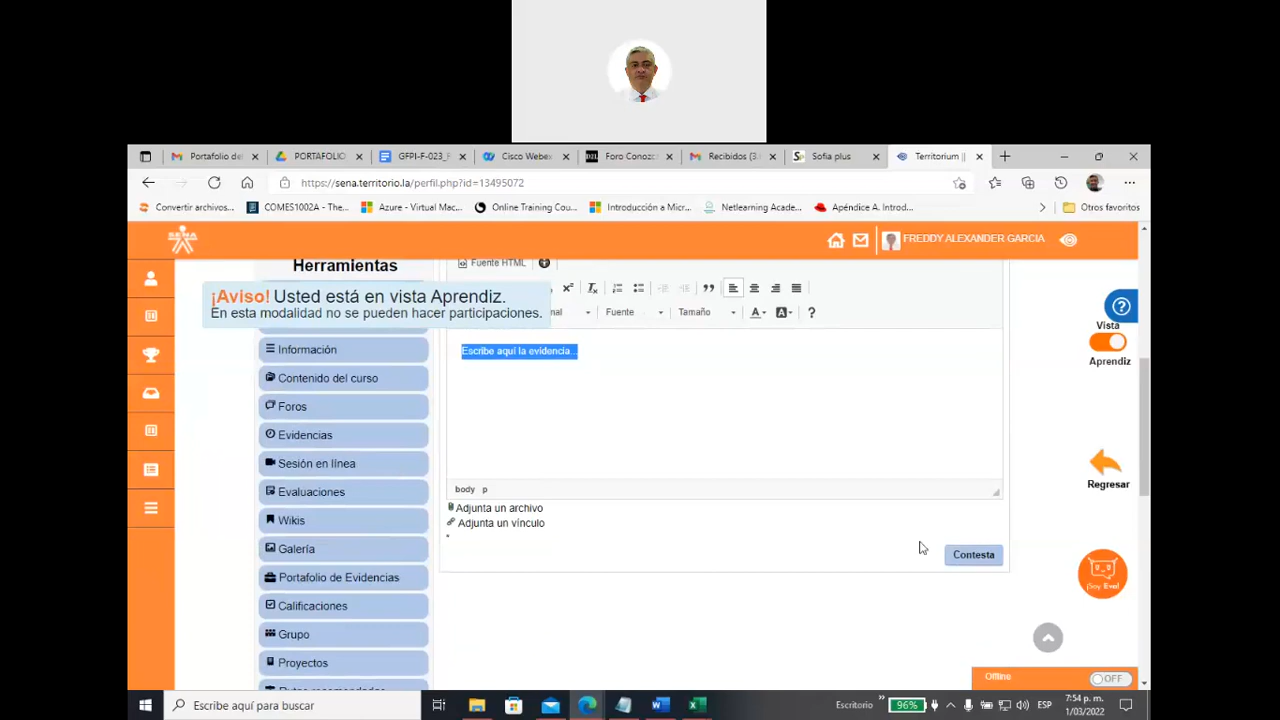 Portafolio de
PORTAFOLIO
GFPI-F-023_F
Cisco Webex
Foro Conoz
Recibidos (3.
Sofia plus
Territorium ||
https://sena.territorio.la/perfil.php?id=13495072
Convertir archivos...
COMES1002A - The...
Azure - Virtual Mac...
Online Training Cou...
Introducción a Micr...
Netlearning Acade...
Apéndice A. Introd...
Otros favoritos
SENA
FREDDY ALEXANDER GARCIA
Herramientas
Fuente HTML
¡Aviso! Usted está en vista Aprendiz.
En esta modalidad no se pueden hacer participaciones.
Fuente
Tamaño
Escribe aquí la evidencia...
Información
Contenido del curso
Foros
Evidencias
Sesión en línea
Evaluaciones
Wikis
Galería
Portafolio de Evidencias
Calificaciones
Grupo
Proyectos
body p
Adjunta un archivo
Adjunta un vínculo
*
Contesta
Vista
Aprendiz
Regresar
¡Soy Eva!
Offline
OFF
Escribe aquí para buscar
Escritorio
96%
ESP
7:54 p. m.
1/03/2022